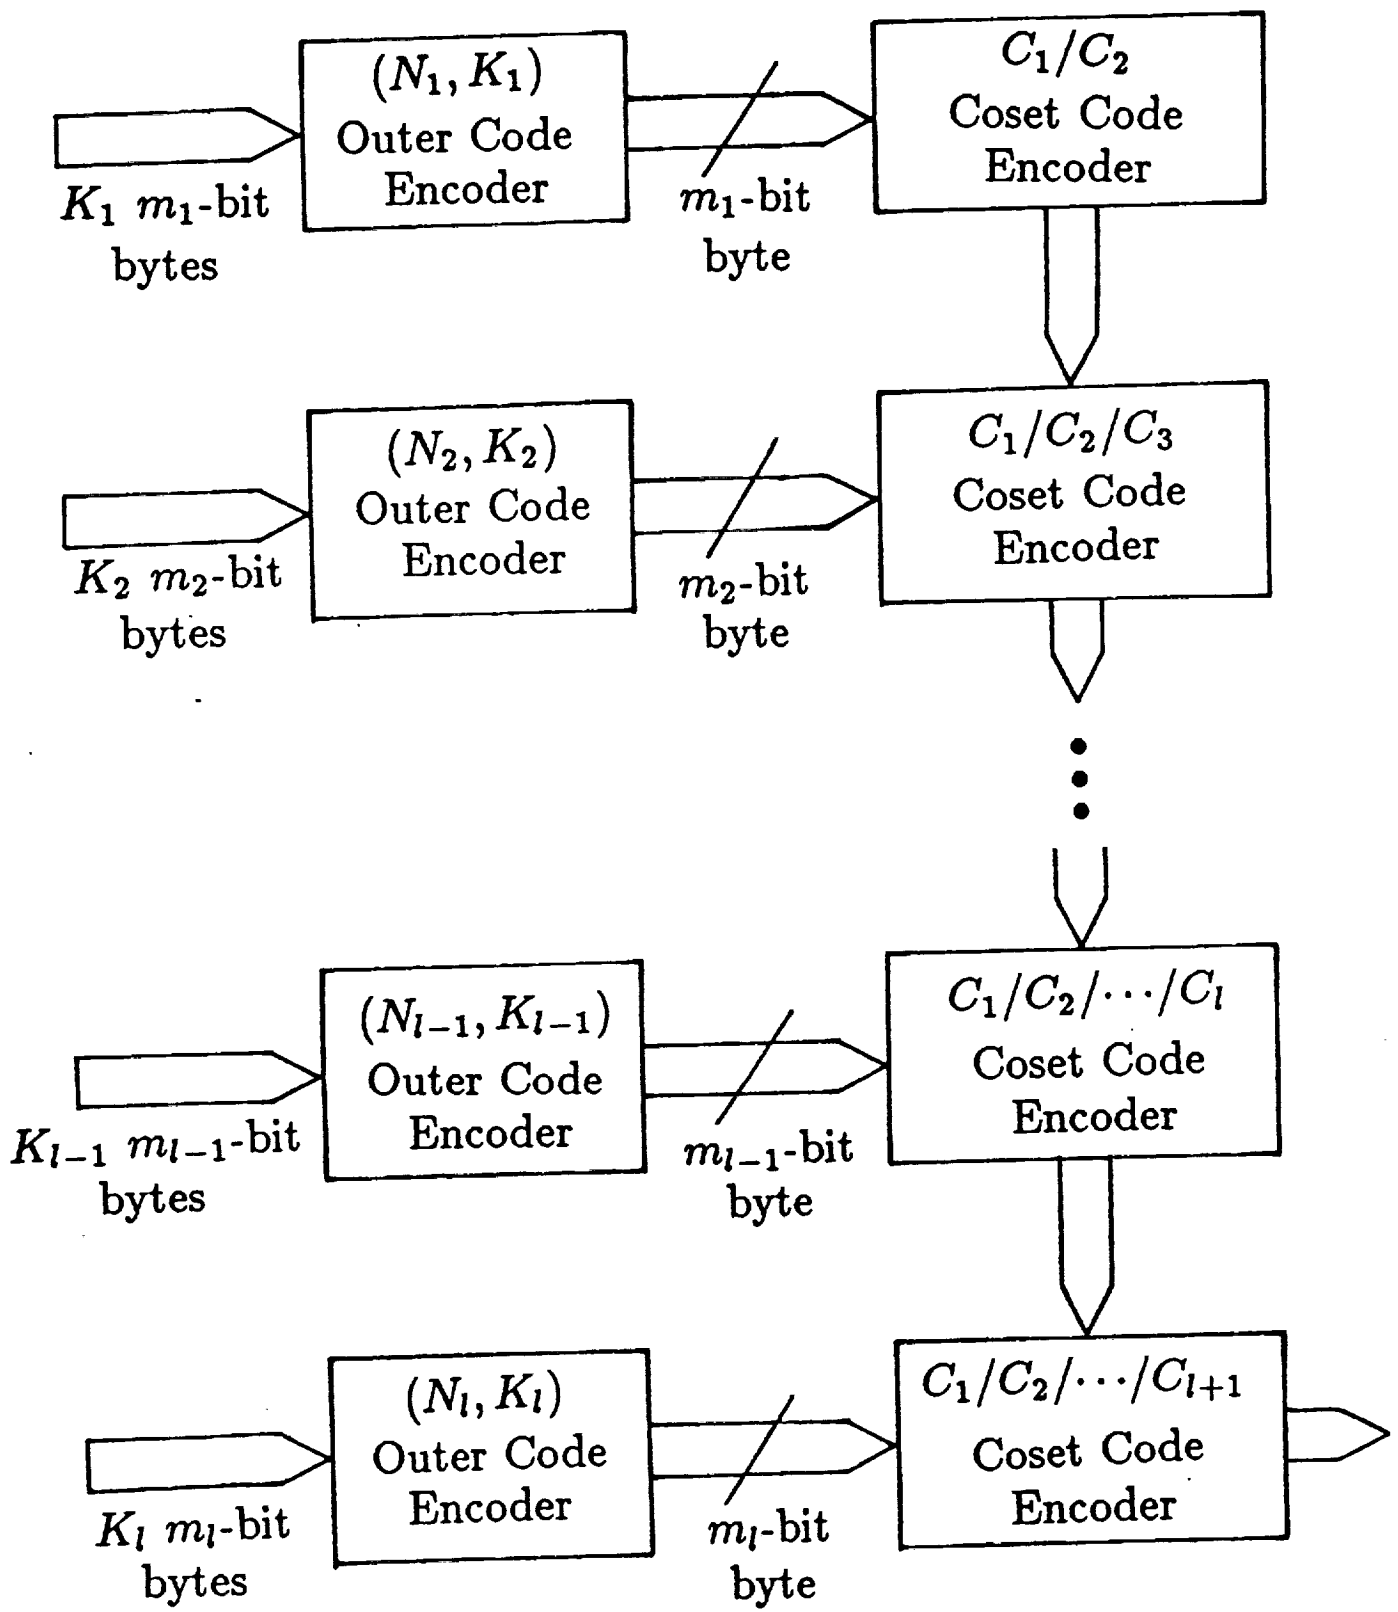 (N₁, K₁)
Outer Code
Encoder
K₁ m₁-bit
bytes
m₁-bit
byte
C₁/C₂
Coset Code
Encoder
(N₂, K₂)
Outer Code
Encoder
K₂ m₂-bit
bytes
m₂-bit
byte
C₁/C₂/C₃
Coset Code
Encoder
(Nₗ₋₁, Kₗ₋₁)
Outer Code
Encoder
Kₗ₋₁ mₗ₋₁-bit
bytes
mₗ₋₁-bit
byte
C₁/C₂/···/Cₗ
Coset Code
Encoder
(Nₗ, Kₗ)
Outer Code
Encoder
Kₗ mₗ-bit
bytes
mₗ-bit
byte
C₁/C₂/···/Cₗ₊₁
Coset Code
Encoder